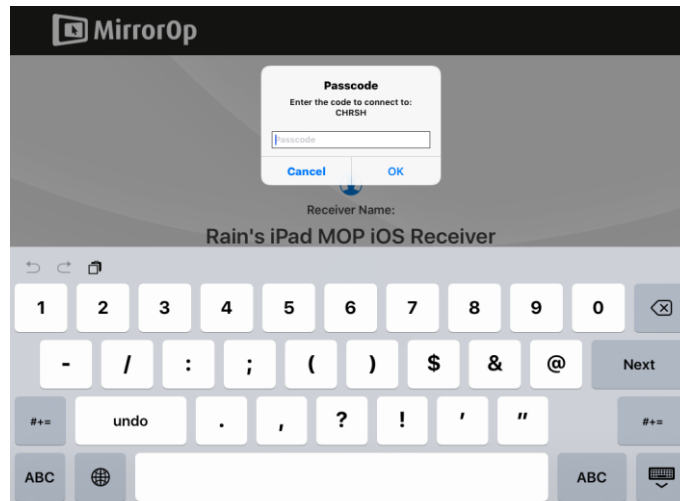 MirrorOp
Passcode
Enter the code to connect to:
CHRSH
Passcode
Cancel OK
Receiver Name:
Rain's iPad MOP iOS Receiver
1 2 3 4 5 6 7 8 9 0
- / : ; ( ) $ & @ Next
#+= undo . , ? ! ' " #+=
ABC ABC